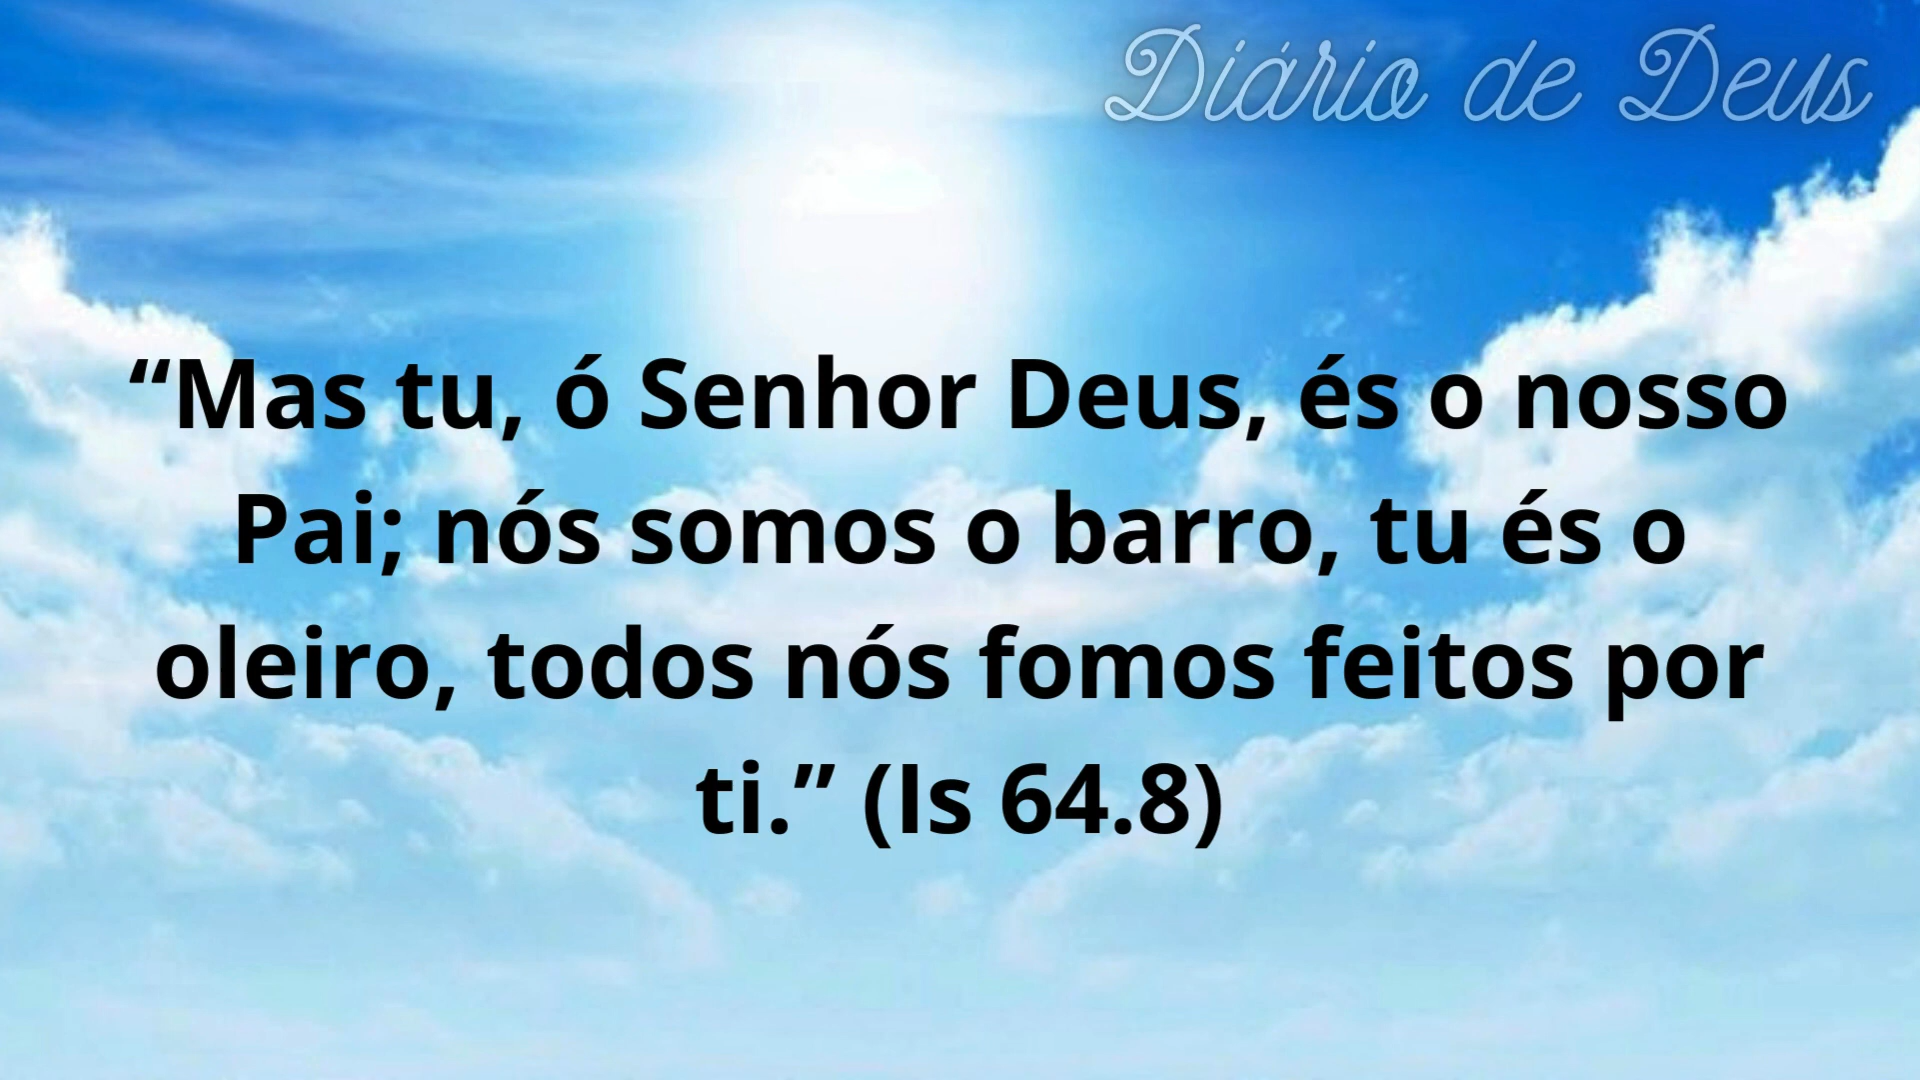 Diário de Deus
“Mas tu, ó Senhor Deus, és o nosso
Pai; nós somos o barro, tu és o
oleiro, todos nós fomos feitos por
ti.” (Is 64.8)